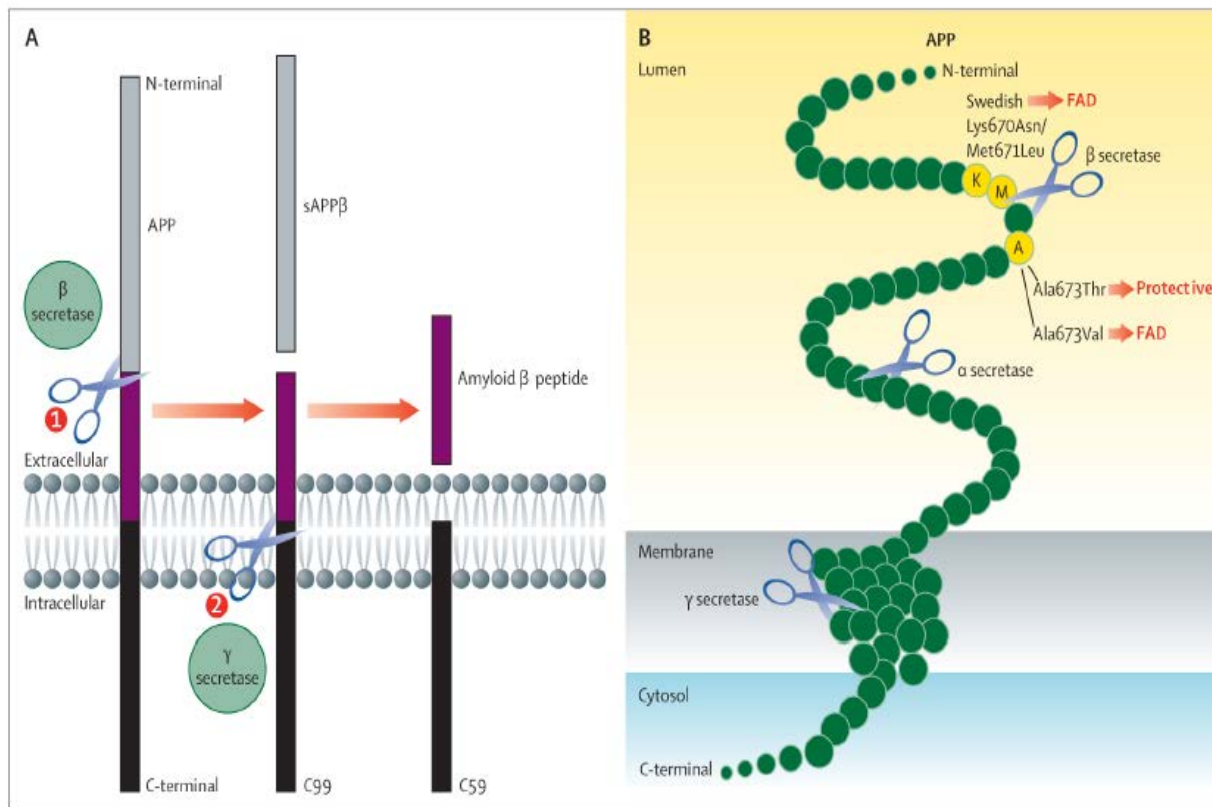 A
N-terminal
APP
sAPPβ
β
secretase
1
Amyloid β peptide
Extracellular
Intracellular
2
γ
secretase
C-terminal
C99
C59
B
APP
Lumen
N-terminal
Swedish FAD
Lys670Asn/
Met671Leu
β secretase
K
M
A
Ala673Thr Protective
Ala673Val FAD
α secretase
Membrane
γ secretase
Cytosol
C-terminal